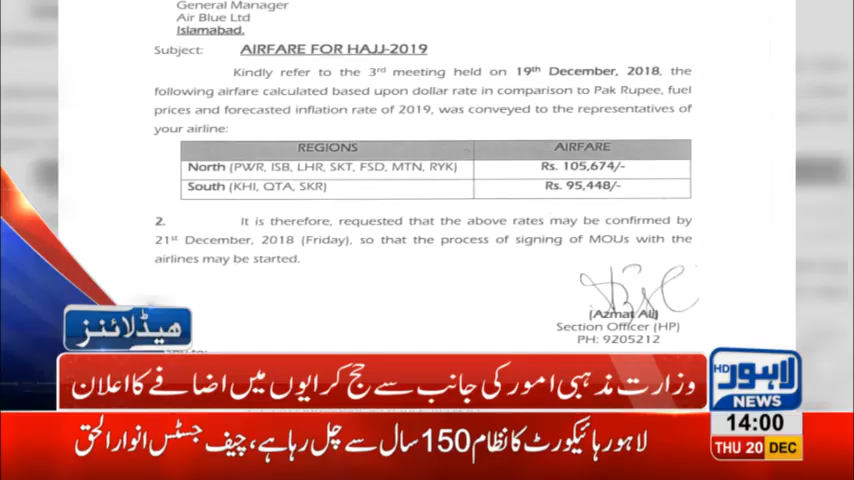 General Manager
Air Blue Ltd
Islamabad.
Subject: AIRFARE FOR HAJJ-2019
Kindly refer to the 3rd meeting held on 19th December, 2018, the
following airfare calculated based upon dollar rate in comparison to Pak Rupee, fuel
prices and forecasted inflation rate of 2019, was conveyed to the representatives of
your airline:
REGIONS AIRFARE
North (PWR, ISB, LHR, SKT, FSD, MTN, RYK) Rs. 105,674/-
South (KHI, QTA, SKR) Rs. 95,448/-
2. It is therefore, requested that the above rates may be confirmed by
21st December, 2018 (Friday), so that the process of signing of MOUs with the
airlines may be started.
(Azmat Ali)
Section Officer (HP)
PH: 9205212
ہیڈلائنز
وزارت مذہبی امور کی جانب سے حج کرایوں میں اضافے کا اعلان
HD لاہور
NEWS
14:00
THU 20 DEC
لاہور ہائیکورٹ کا نظام 150 سال سے چل رہا ہے، چیف جسٹس انوار الحق